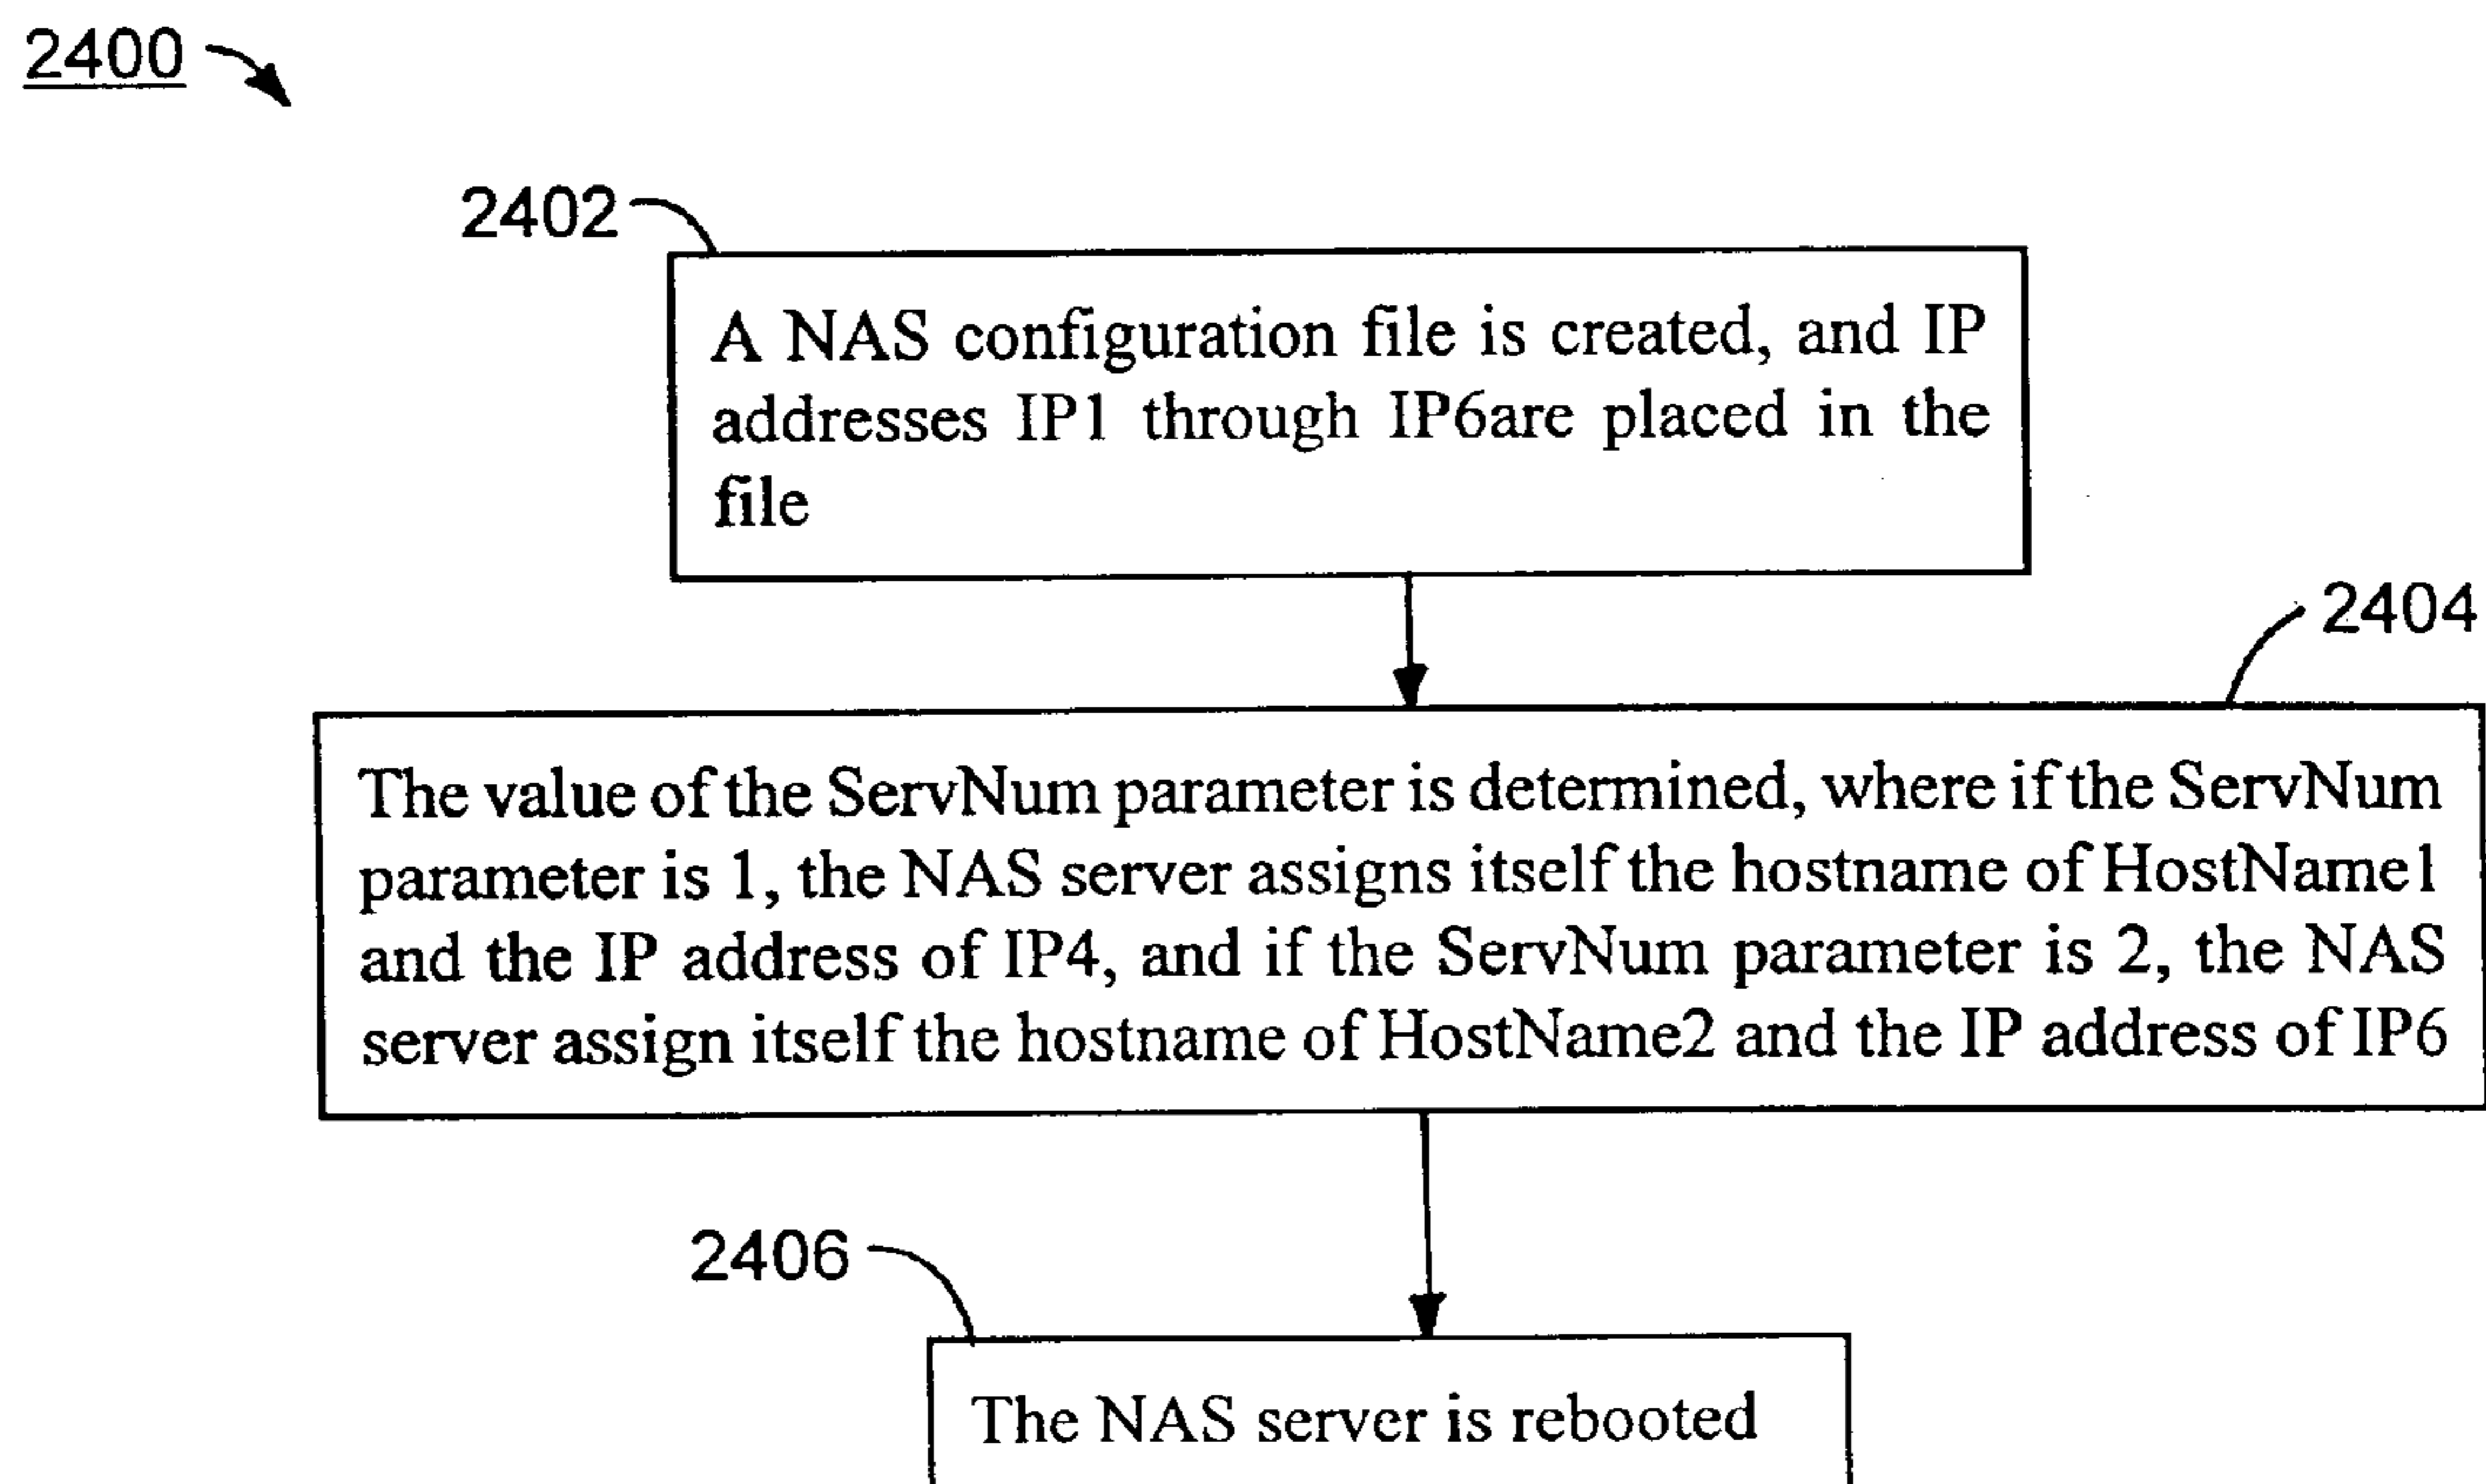 2400
2402
A NAS configuration file is created, and IP
addresses IP1 through IP6are placed in the
file
2404
The value of the ServNum parameter is determined, where if the ServNum
parameter is 1, the NAS server assigns itself the hostname of HostName1
and the IP address of IP4, and if the ServNum parameter is 2, the NAS
server assign itself the hostname of HostName2 and the IP address of IP6
2406
The NAS server is rebooted